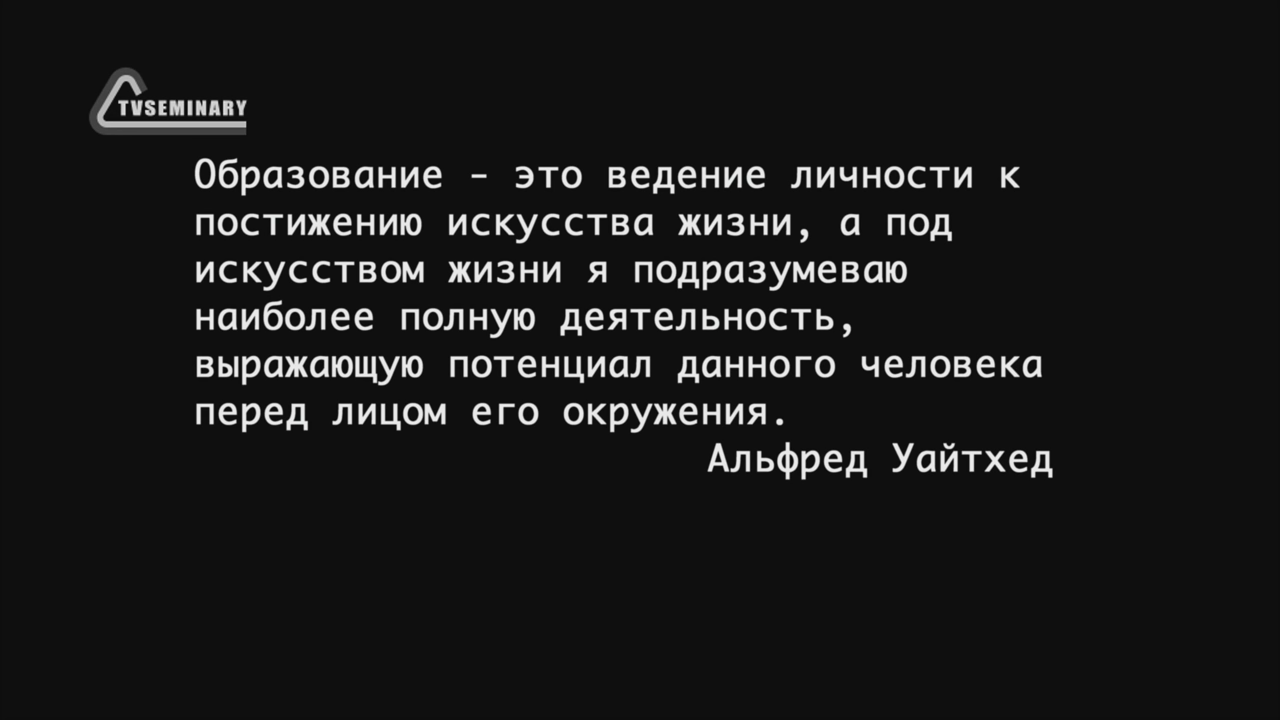 TVSEMINARY
Образование - это ведение личности к
постижению искусства жизни, а под
искусством жизни я подразумеваю
наиболее полную деятельность,
выражающую потенциал данного человека
перед лицом его окружения.
Альфред Уайтхед